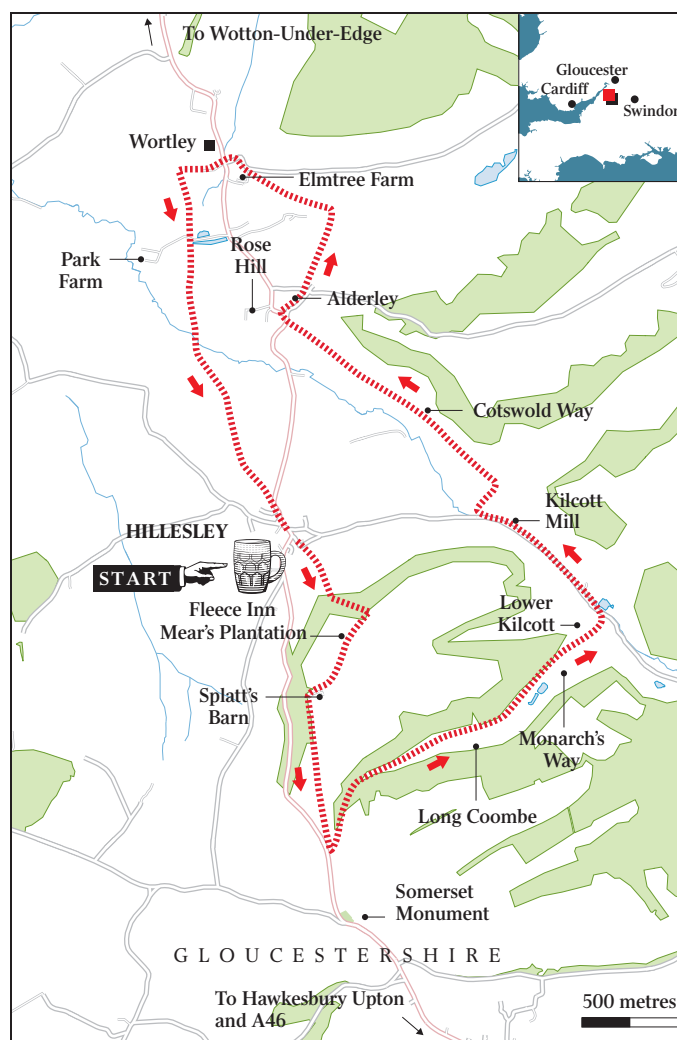 To Wotton-Under-Edge
Gloucester
Cardiff
Swindon
Wortley
Elmtree Farm
Rose
Hill
Park
Farm
Alderley
Cotswold Way
Kilcott
Mill
HILLESLEY
START
Fleece Inn
Mear's Plantation
Lower
Kilcott
Splatt's
Barn
Monarch's
Way
Long Coombe
Somerset
Monument
GLOUCESTERSHIRE
To Hawkesbury Upton
and A46
500 metres